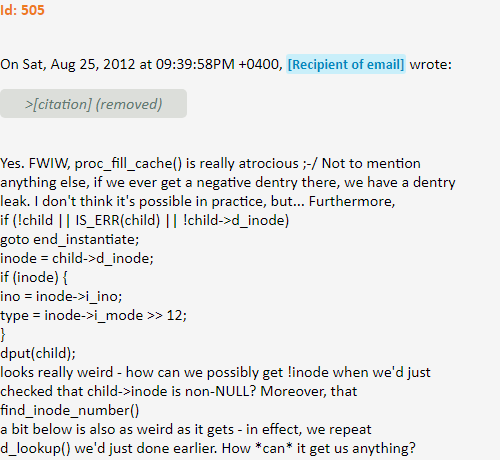 Id: 505
On Sat, Aug 25, 2012 at 09:39:58PM +0400, [Recipient of email] wrote:
>[citation] (removed)
Yes. FWIW, proc_fill_cache() is really atrocious ;-/ Not to mention
anything else, if we ever get a negative dentry there, we have a dentry
leak. I don't think it's possible in practice, but... Furthermore,
if (!child || IS_ERR(child) || !child->d_inode)
goto end_instantiate;
inode = child->d_inode;
if (inode) {
ino = inode->i_ino;
type = inode->i_mode >> 12;
}
dput(child);
looks really weird - how can we possibly get !inode when we'd just
checked that child->inode is non-NULL? Moreover, that
find_inode_number()
a bit below is also as weird as it gets - in effect, we repeat
d_lookup() we'd just done earlier. How *can* it get us anything?